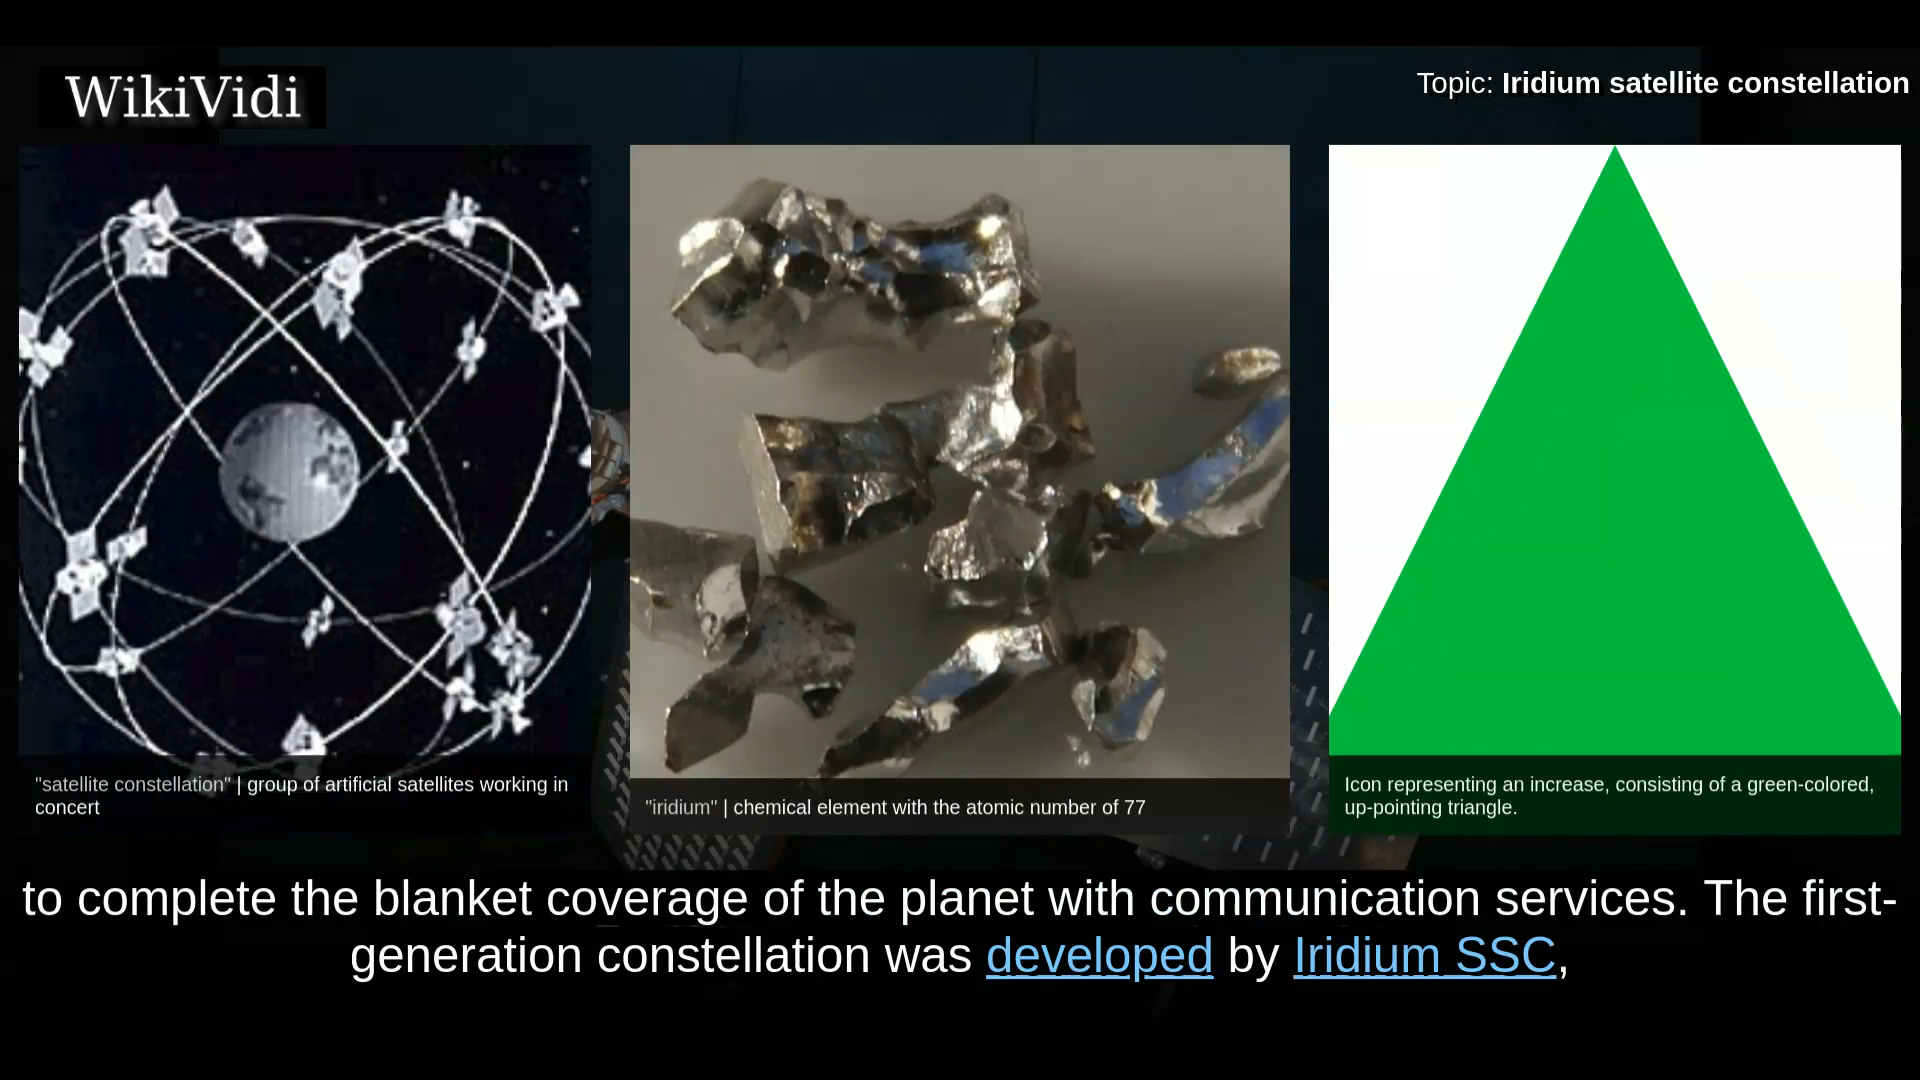 WikiVidi
Topic: Iridium satellite constellation
"satellite constellation" | group of artificial satellites working in
concert
"iridium" | chemical element with the atomic number of 77
Icon representing an increase, consisting of a green-colored,
up-pointing triangle.
to complete the blanket coverage of the planet with communication services. The first-
generation constellation was developed by Iridium SSC,